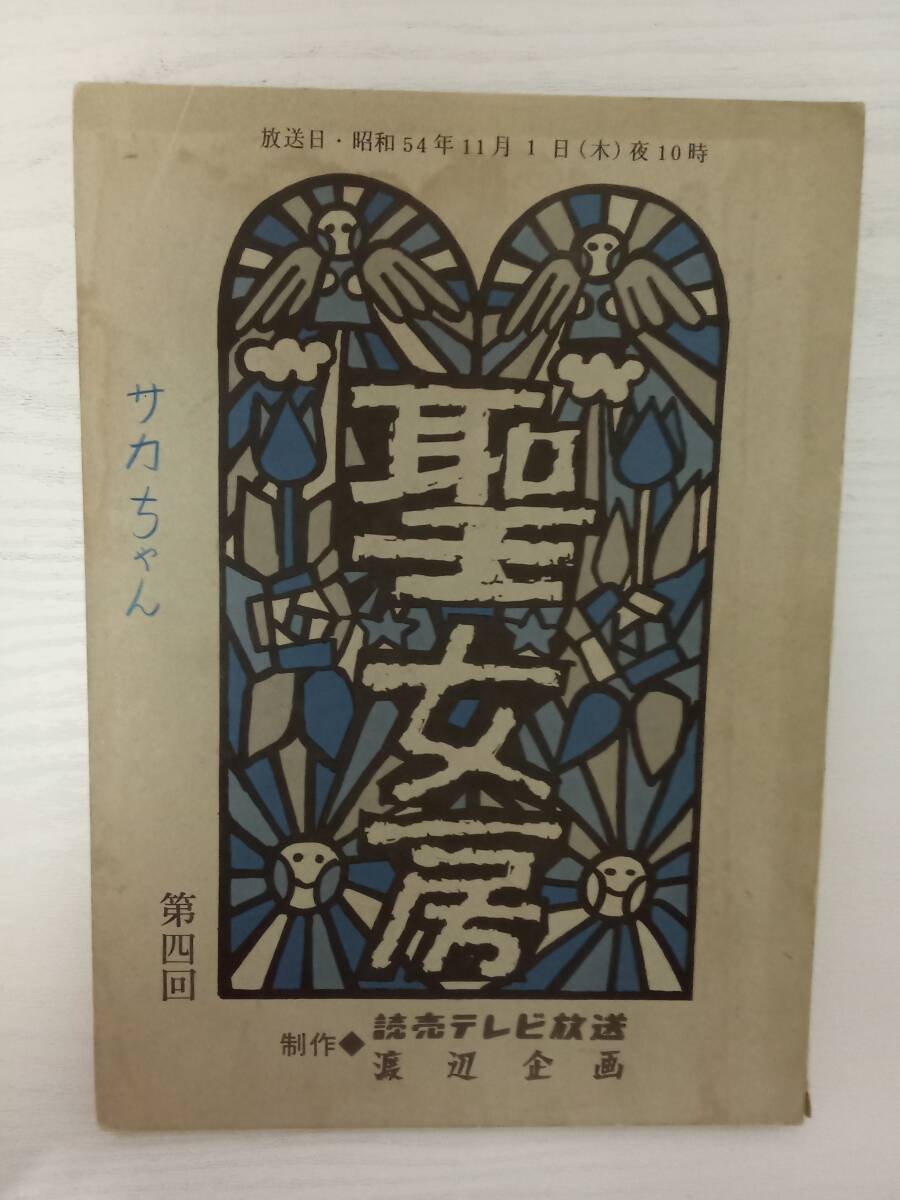 放送日・昭和54年11月1日(木)夜10時
聖女房
サカちゃん
第四回
制作◆読売テレビ放送
渡辺企画